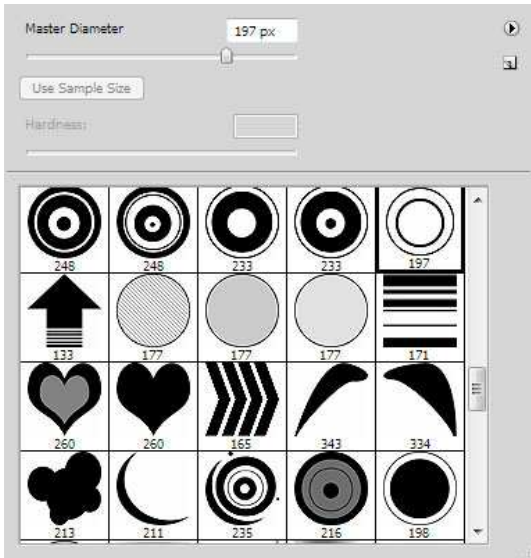 Master Diameter 197 px
Use Sample Size
Hardness:
248 248 233 233 197
133 177 177 177 171
260 260 165 343 334
213 211 235 216 198